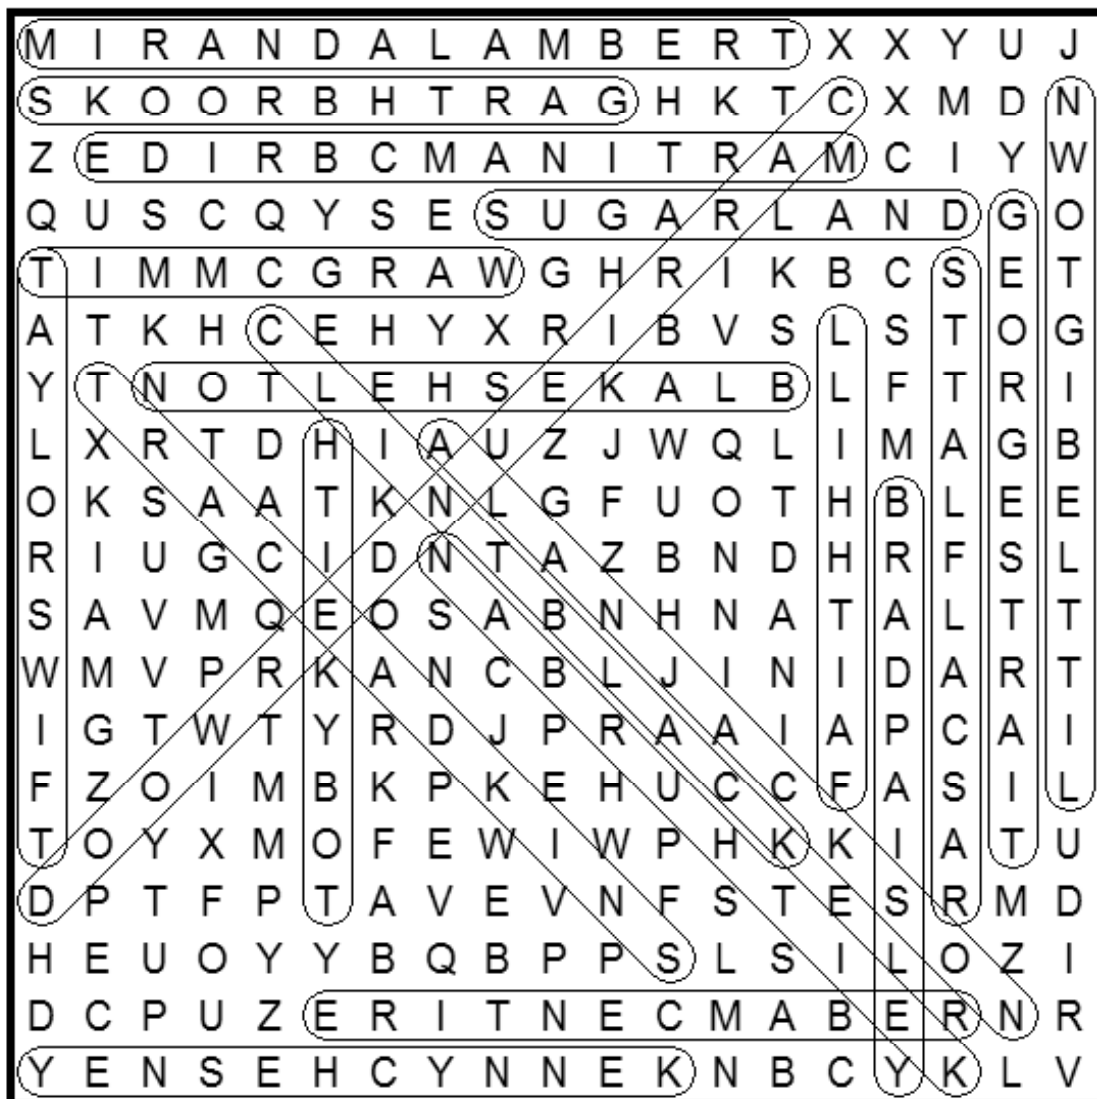 M I R A N D A L A M B E R T X X Y U J
S K O O R B H T R A G H K T C X M D N
Z E D I R B C M A N I T R A M C I Y W
Q U S C Q Y S E S U G A R L A N D G O
T I M M C G R A W G H R I K B C S E T
A T K H C E H Y X R I B V S L S T O G
Y T N O T L E H S E K A L B L F T R I
L X R T D H I A U Z J W Q L I M A G B
O K S A A T K N L G F U O T H B L E E
R I U G C I D N T A Z B N D H R F S L
S A V M Q E O S A B N H N A T A L T T
W M V P R K A N C B L J I N I D A R T
I G T W T Y R D J P R A A I A P C A I
F Z O I M B K P K E H U C C F A S I L
T O Y X M O F E W I W P H K K I A T U
D P T F P T A V E V N F S T E S R M D
H E U O Y Y B Q B P P S L S I L O Z I
D C P U Z E R I T N E C M A B E R N R
Y E N S E H C Y N N E K N B C Y K L V